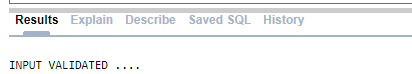 Results Explain Describe Saved SQL History
INPUT VALIDATED ....